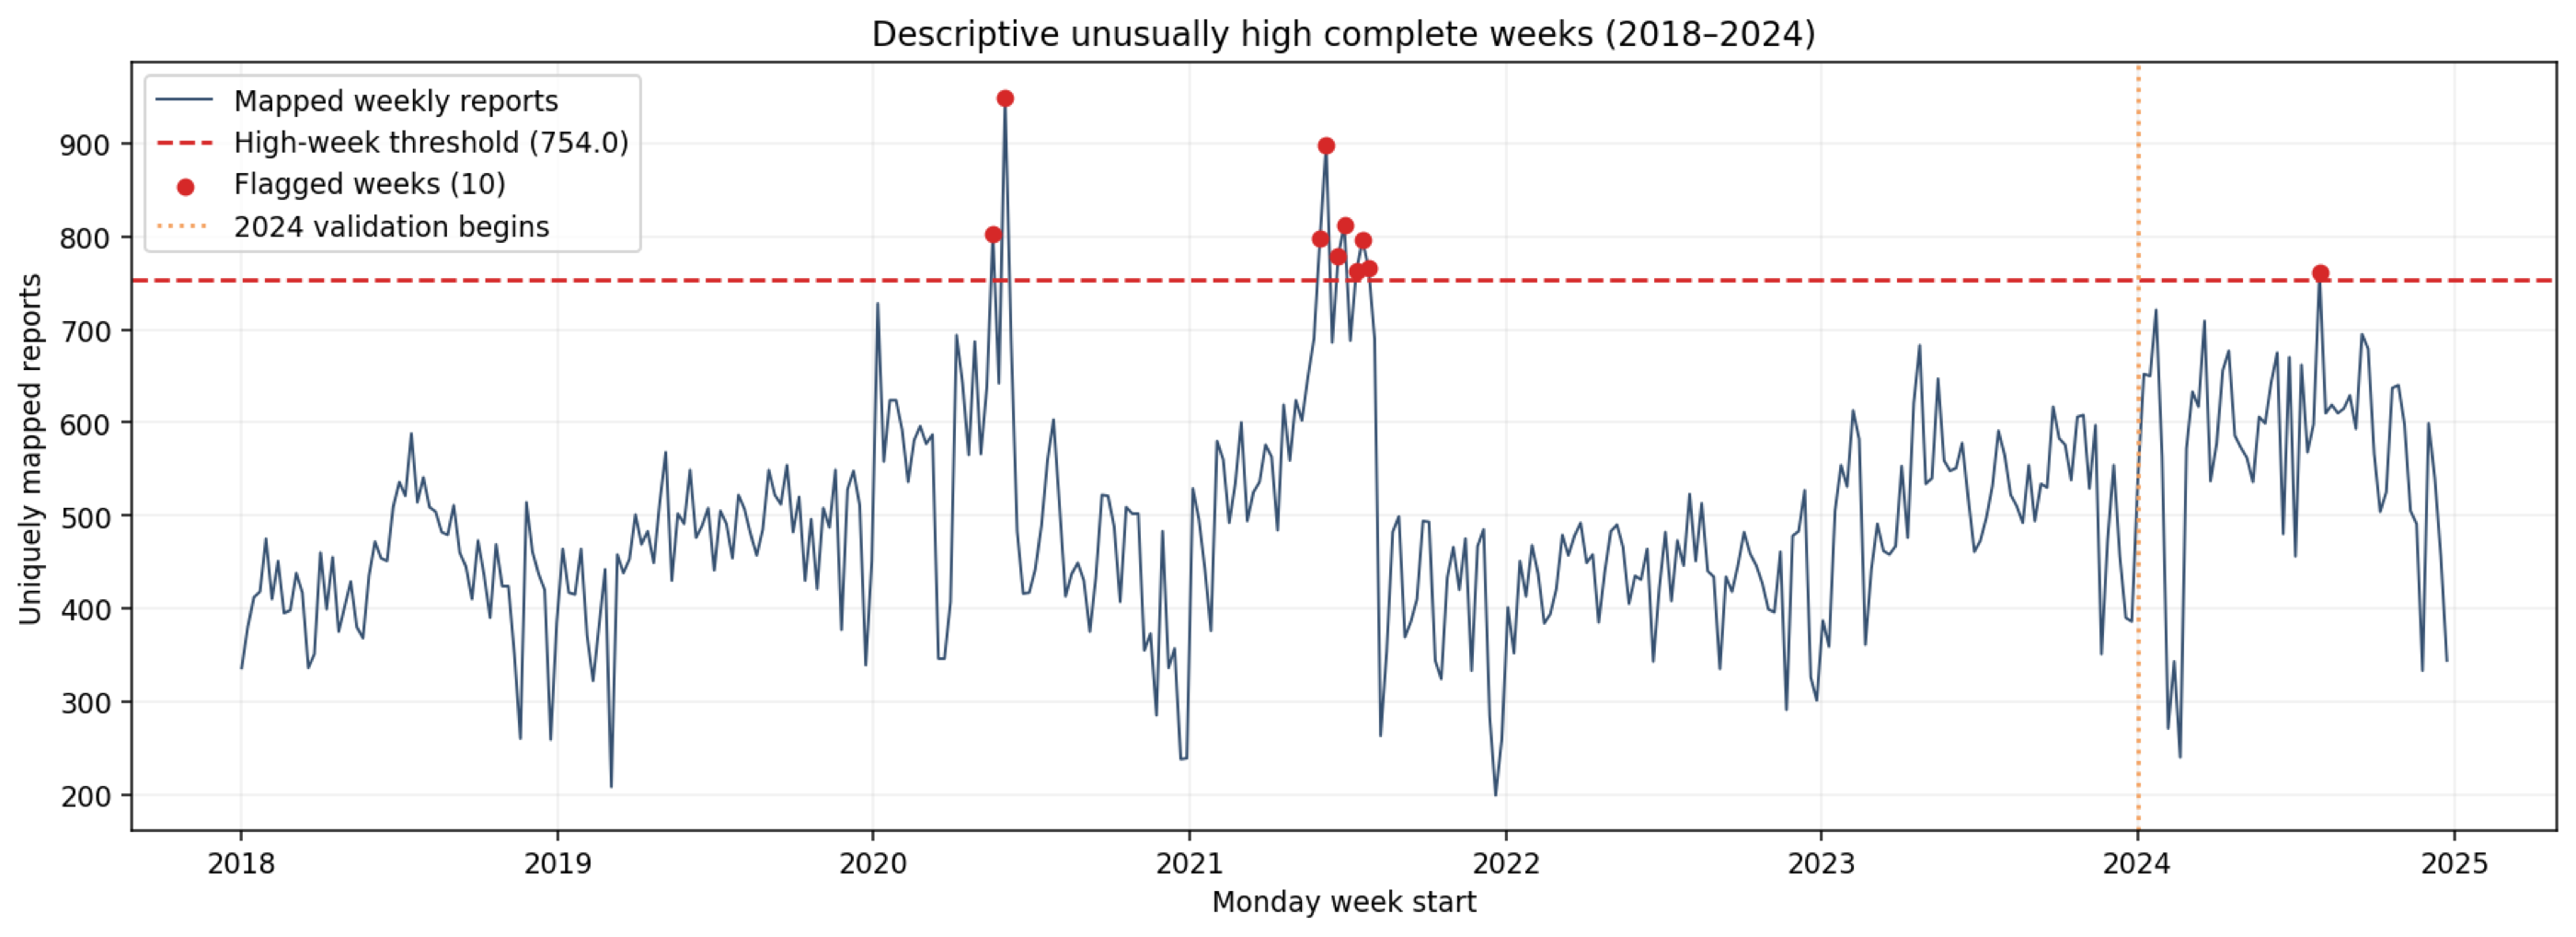 Descriptive unusually high complete weeks (2018–2024)
Mapped weekly reports
High-week threshold (754.0)
Flagged weeks (10)
2024 validation begins
Uniquely mapped reports
900
800
700
600
500
400
300
200
2018 2019 2020 2021 2022 2023 2024 2025
Monday week start